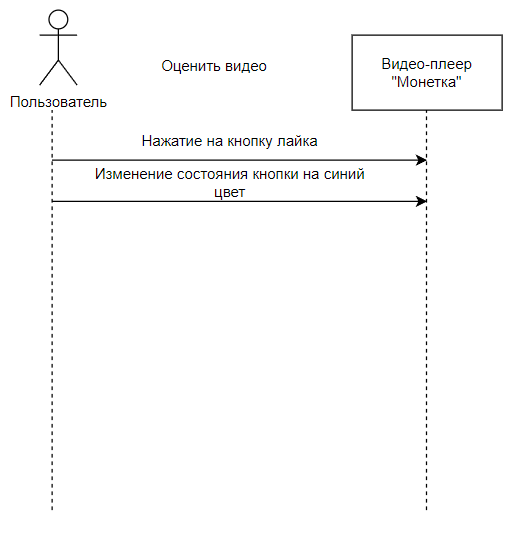 Оценить видео
Видео-плеер
"Монетка"
Пользователь
Нажатие на кнопку лайка
Изменение состояния кнопки на синий
цвет